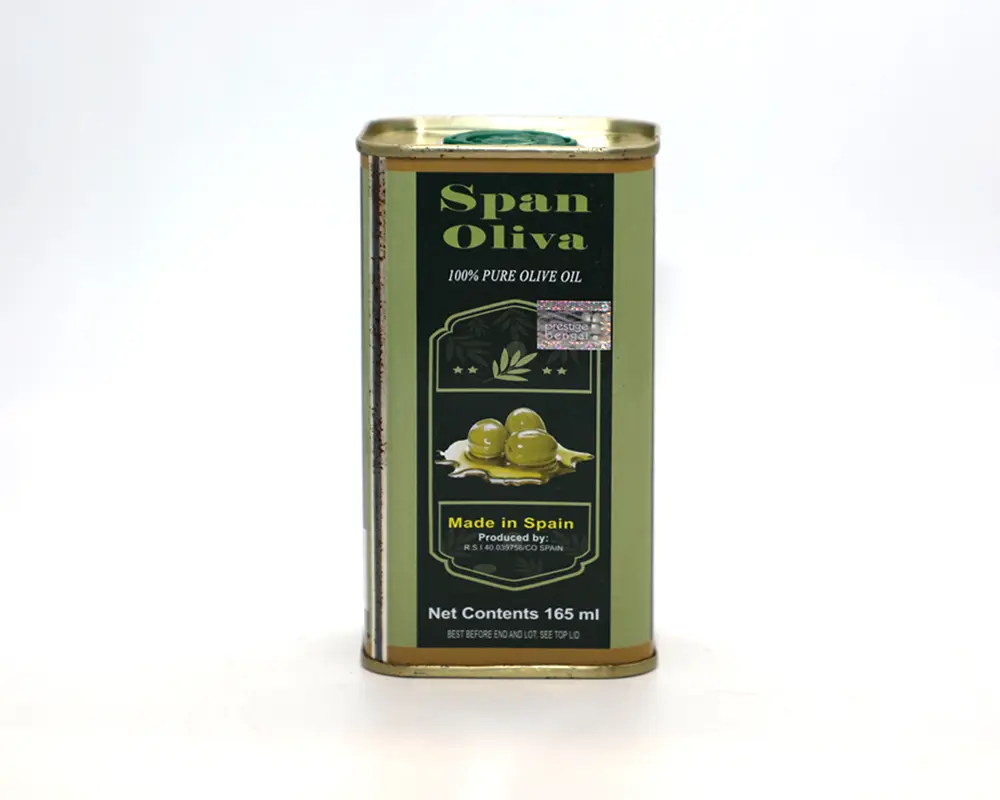 Span
Oliva
100% PURE OLIVE OIL
prestige
bengal
Made in Spain
Produced by:
R.S.I 40.039758/CO SPAIN
Net Contents 165 ml
BEST BEFORE END AND LOT, SEE TOP LID